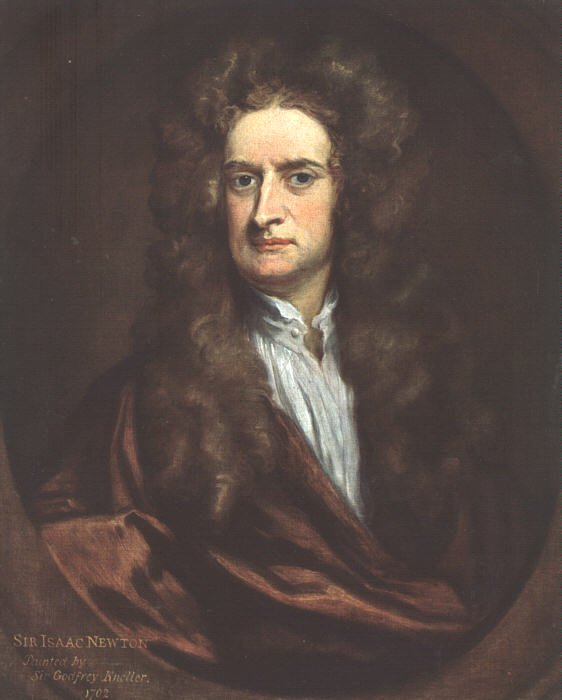 SIR ISAAC NEWTON
Painted by
Sir Godfrey Kneller.
1702